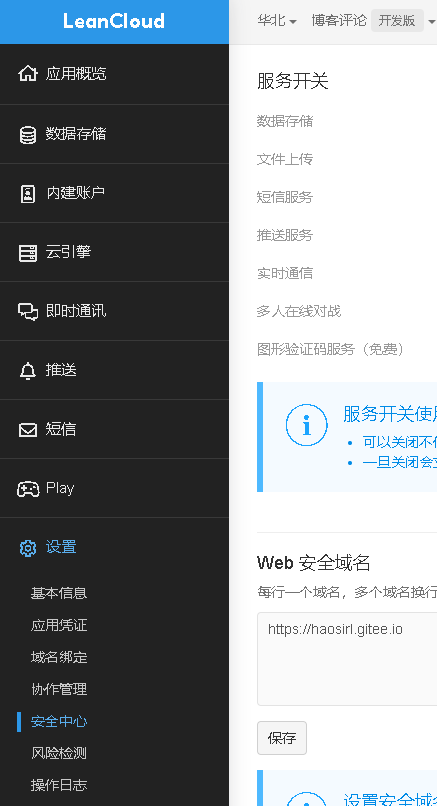 LeanCloud
应用概览
数据存储
内建账户
云引擎
即时通讯
推送
短信
Play
设置
基本信息
应用凭证
域名绑定
协作管理
安全中心
风险检测
操作日志
华北 博客评论 开发版
服务开关
数据存储
文件上传
短信服务
推送服务
实时通信
多人在线对战
图形验证码服务（免费）
服务开关使
可以关闭不
一旦关闭会
Web 安全域名
每行一个域名，多个域名换行
https://haosirl.gitee.io
保存
设置安全域